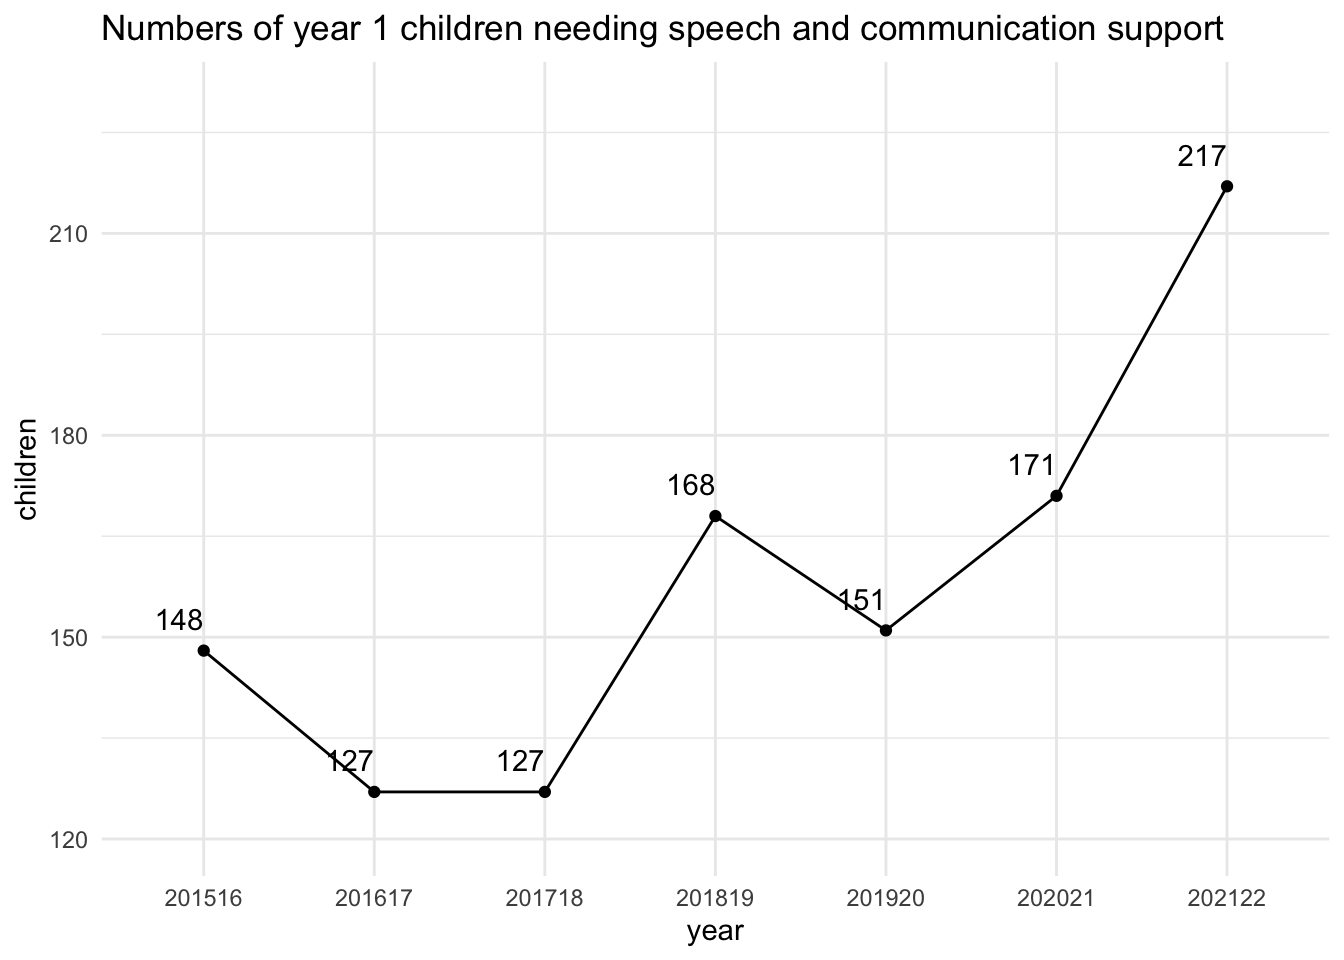 Numbers of year 1 children needing speech and communication support
217
210
children
180
171
168
151
150
148
127
127
120
201516 201617 201718 201819 201920 202021 202122
year